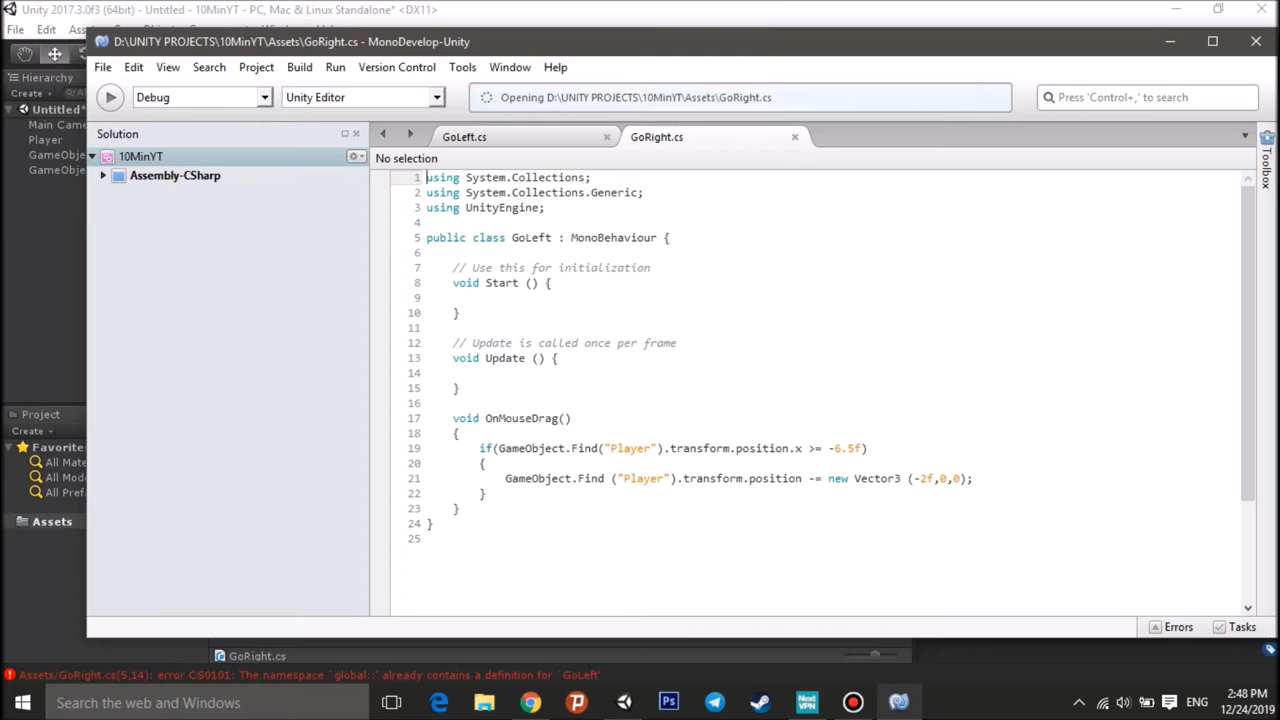 Unity 2017.3.0f3 (64bit) - Untitled - 10MinYT - PC, Mac & Linux Standalone* <DX11>
File Edit Ass
D:\UNITY PROJECTS\10MinYT\Assets\GoRight.cs - MonoDevelop-Unity
File Edit View Search Project Build Run Version Control Tools Window Help
Hierarchy
Create
Untitled*
Main Came
Player
GameObje
GameObje
Debug
Unity Editor
Opening D:\UNITY PROJECTS\10MinYT\Assets\GoRight.cs
Press 'Control+,' to search
Solution
10MinYT
Assembly-CSharp
GoLeft.cs
GoRight.cs
No selection
Toolbox
1 using System.Collections;
2 using System.Collections.Generic;
3 using UnityEngine;
4
5 public class GoLeft : MonoBehaviour {
6
7 // Use this for initialization
8 void Start () {
9
10 }
11
12 // Update is called once per frame
13 void Update () {
14
15 }
16
17 void OnMouseDrag()
18 {
19 if(GameObject.Find("Player").transform.position.x >= -6.5f)
20 {
21 GameObject.Find ("Player").transform.position -= new Vector3 (-2f,0,0);
22 }
23 }
24 }
25
Project
Create
Favorites
All Mate
All Mode
All Pref
Assets
Errors Tasks
GoRight.cs
Assets/GoRight.cs(5,14): error CS0101: The namespace `global::' already contains a definition for `GoLeft'
Search the web and Windows
Ps
Next VPN
ENG
2:48 PM
12/24/2019